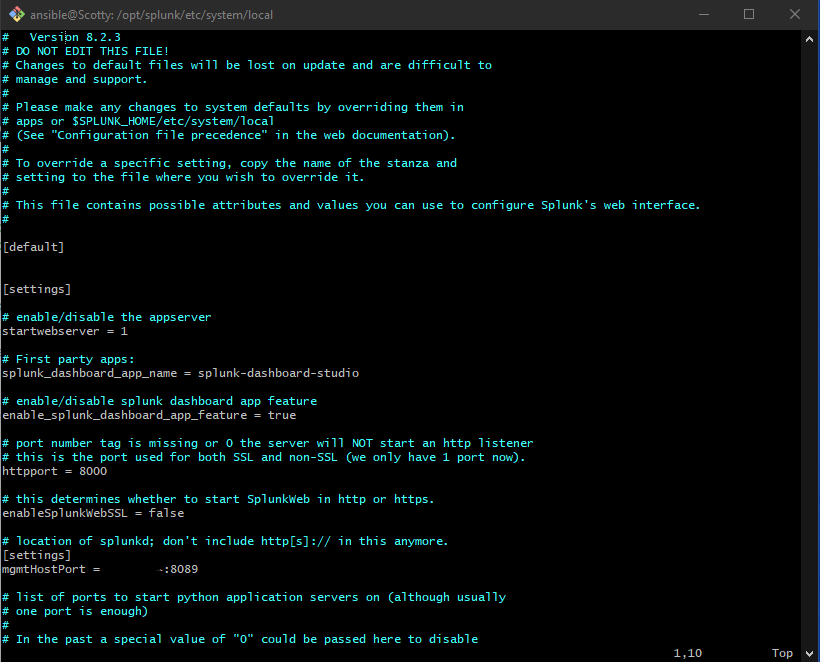 ansible@Scotty: /opt/splunk/etc/system/local
#   Version 8.2.3
# DO NOT EDIT THIS FILE!
# Changes to default files will be lost on update and are difficult to
# manage and support.
#
# Please make any changes to system defaults by overriding them in
# apps or $SPLUNK_HOME/etc/system/local
# (See "Configuration file precedence" in the web documentation).
#
# To override a specific setting, copy the name of the stanza and
# setting to the file where you wish to override it.
#
# This file contains possible attributes and values you can use to configure Splunk's web interface.
#
[default]
[settings]
# enable/disable the appserver
startwebserver = 1
# First party apps:
splunk_dashboard_app_name = splunk-dashboard-studio
# enable/disable splunk dashboard app feature
enable_splunk_dashboard_app_feature = true
# port number tag is missing or 0 the server will NOT start an http listener
# this is the port used for both SSL and non-SSL (we only have 1 port now).
httpport = 8000
# this determines whether to start SplunkWeb in http or https.
enableSplunkWebSSL = false
# location of splunkd; don't include http[s]:// in this anymore.
[settings]
mgmtHostPort = :8089
# list of ports to start python application servers on (although usually
# one port is enough)
#
# In the past a special value of "0" could be passed here to disable
1,10 Top